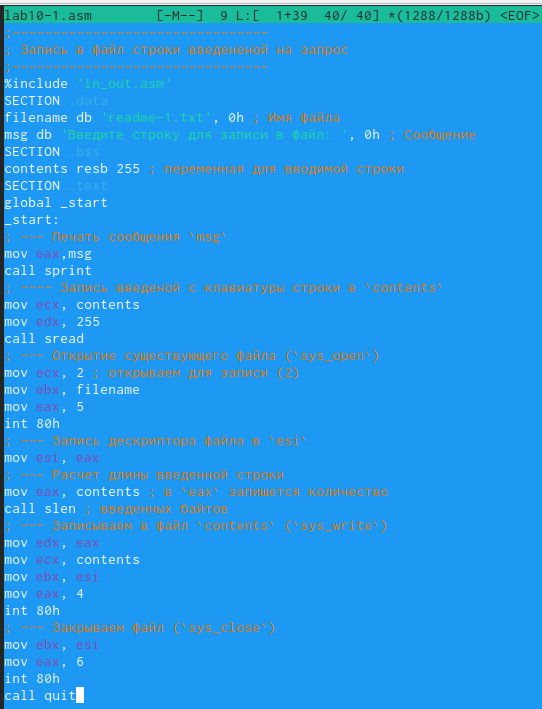 lab10-1.asm [-M--] 9 L:[ 1+39 40/ 40] *(1288/1288b) <EOF>
;--------------------------------
; Запись в файл строки введененой на запрос
;--------------------------------
%include 'in_out.asm'
SECTION .data
filename db 'readme-1.txt', 0h ; Имя файла
msg db 'Введите строку для записи в файл: ', 0h ; Сообщение
SECTION .bss
contents resb 255 ; переменная для вводимой строки
SECTION .text
global _start
_start:
; --- Печать сообщения `msg`
mov eax,msg
call sprint
; ---- Запись введеной с клавиатуры строки в `contents`
mov ecx, contents
mov edx, 255
call sread
; --- Открытие существующего файла (`sys_open`)
mov ecx, 2 ; открываем для записи (2)
mov ebx, filename
mov eax, 5
int 80h
; --- Запись дескриптора файла в `esi`
mov esi, eax
; --- Расчет длины введенной строки
mov eax, contents ; в `eax` запишется количество
call slen ; введенных байтов
; --- Записываем в файл `contents` (`sys_write`)
mov edx, eax
mov ecx, contents
mov ebx, esi
mov eax, 4
int 80h
; --- Закрываем файл (`sys_close`)
mov ebx, esi
mov eax, 6
int 80h
call quit